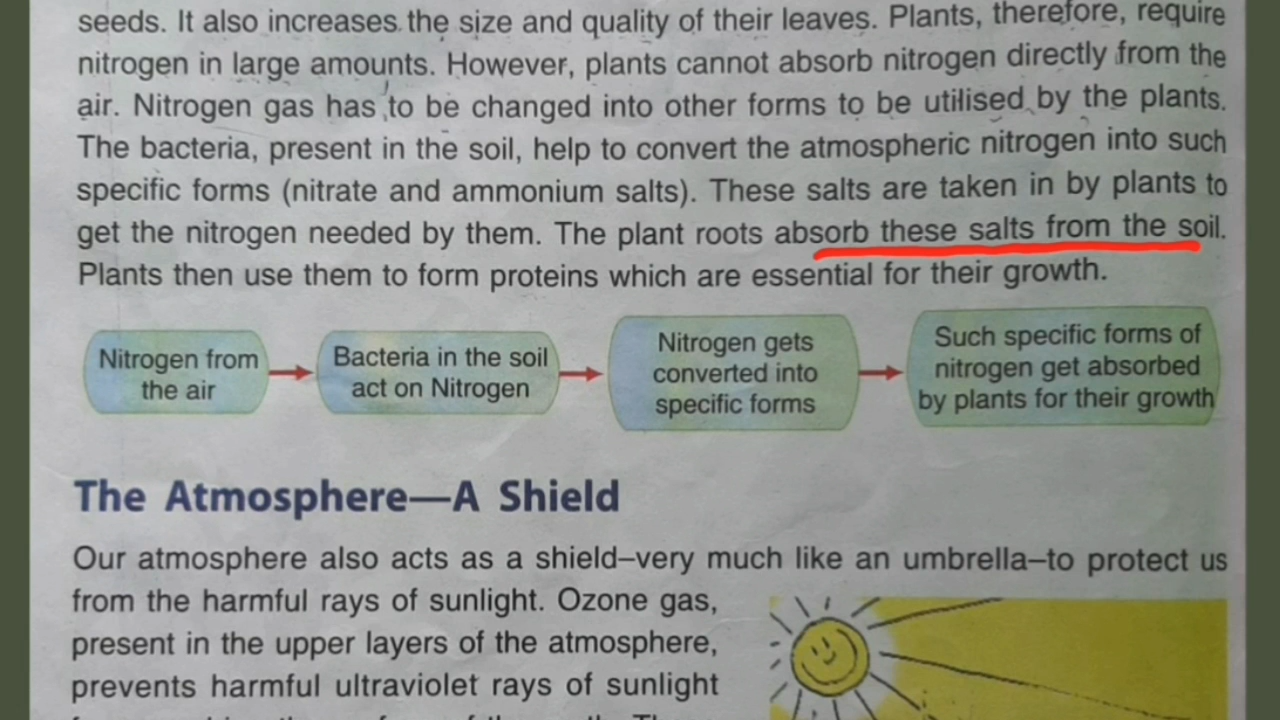 seeds. It also increases the size and quality of their leaves. Plants, therefore, require
nitrogen in large amounts. However, plants cannot absorb nitrogen directly from the
air. Nitrogen gas has to be changed into other forms to be utilised by the plants.
The bacteria, present in the soil, help to convert the atmospheric nitrogen into such
specific forms (nitrate and ammonium salts). These salts are taken in by plants to
get the nitrogen needed by them. The plant roots absorb these salts from the soil.
Plants then use them to form proteins which are essential for their growth.
Nitrogen from
the air
Bacteria in the soil
act on Nitrogen
Nitrogen gets
converted into
specific forms
Such specific forms of
nitrogen get absorbed
by plants for their growth
The Atmosphere—A Shield
Our atmosphere also acts as a shield–very much like an umbrella–to protect us
from the harmful rays of sunlight. Ozone gas,
present in the upper layers of the atmosphere,
prevents harmful ultraviolet rays of sunlight